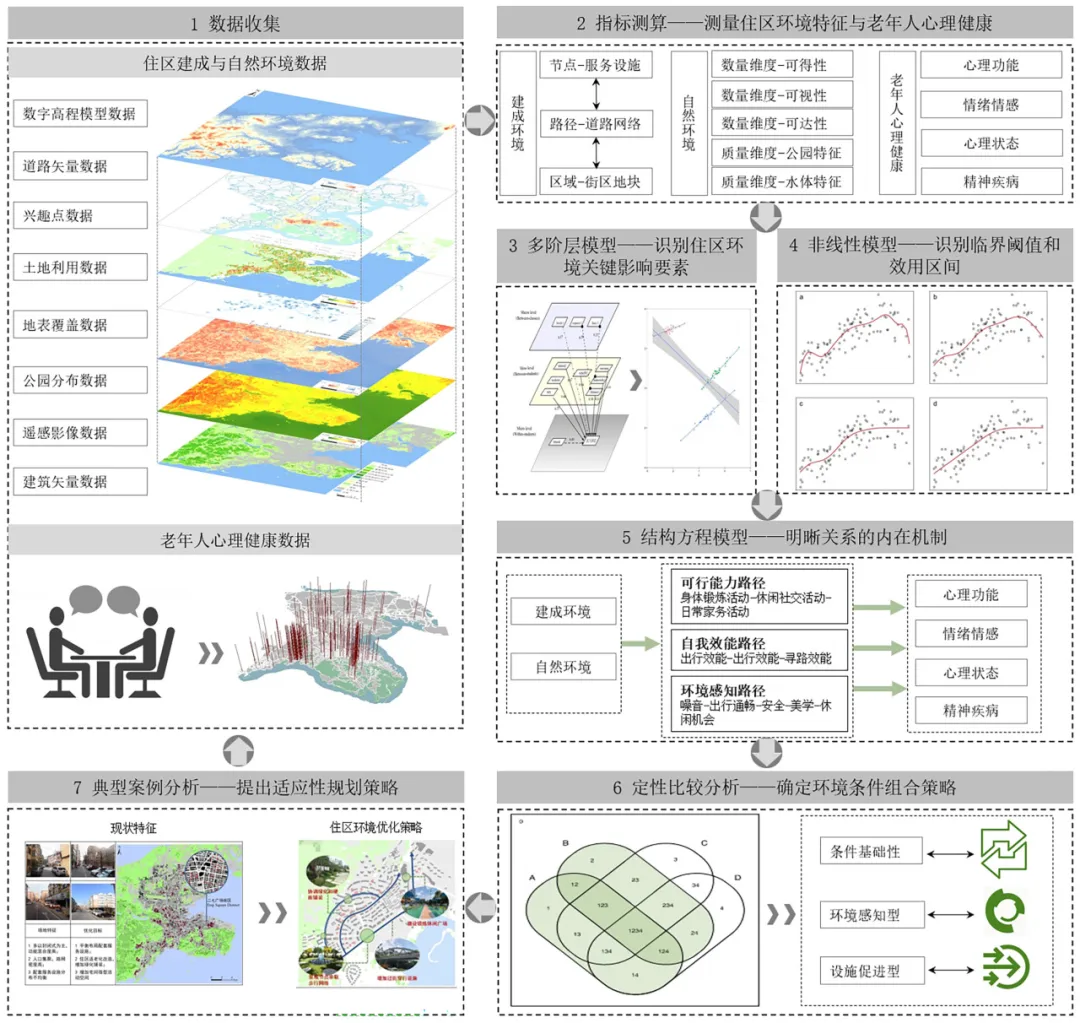 1 数据收集
住区建成与自然环境数据
数字高程模型数据
道路矢量数据
兴趣点数据
土地利用数据
地表覆盖数据
公园分布数据
遥感影像数据
建筑矢量数据
老年人心理健康数据
2 指标测算——测量住区环境特征与老年人心理健康
建成环境
节点-服务设施
路径-道路网络
区域-街区地块
自然环境
数量维度-可得性
数量维度-可视性
数量维度-可达性
质量维度-公园特征
质量维度-水体特征
老年人心理健康
心理功能
情绪情感
心理状态
精神疾病
3 多阶层模型——识别住区环
境关键影响要素
4 非线性模型——识别临界阈值和
效用区间
a
b
c
d
5 结构方程模型——明晰关系的内在机制
建成环境
自然环境
可行能力路径
身体锻炼活动-休闲社交活动-
日常家务活动
自我效能路径
出行效能-出行效能-寻路效能
环境感知路径
噪音-出行通畅-安全-美学-休
闲机会
心理功能
情绪情感
心理状态
精神疾病
6 定性比较分析——确定环境条件组合策略
B
C
A
D
2
3
12
23
34
1
123
234
4
1234
13
24
134
124
14
条件基础性
环境感知型
设施促进型
7 典型案例分析——提出适应性规划策略
现状特征
住区环境优化策略
场地特征
优化目标